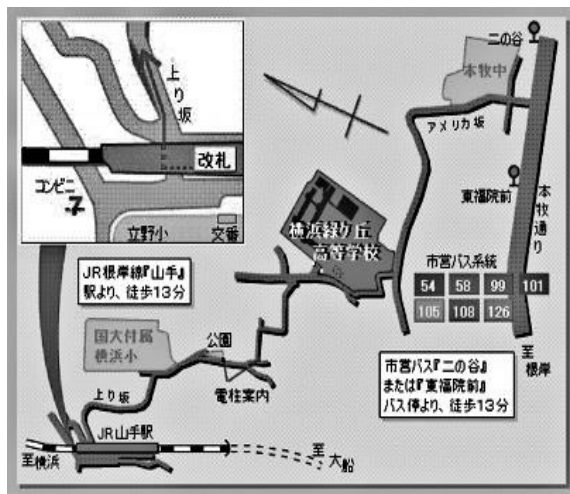 上り坂
改札
コンビニ
立野小
交番
二の谷
本牧中
アメリカ坂
東福院前
本牧通り
横浜緑ケ丘
高等学校
市営バス系統
54 58 99 101
105 108 126
至根岸
JR根岸線『山手』
駅より、徒歩13分
国大付属
横浜小
公園
電柱案内
上り坂
市営バス『二の谷』
または『東福院前』
バス停より、徒歩13分
JR山手駅
至横浜
至大船